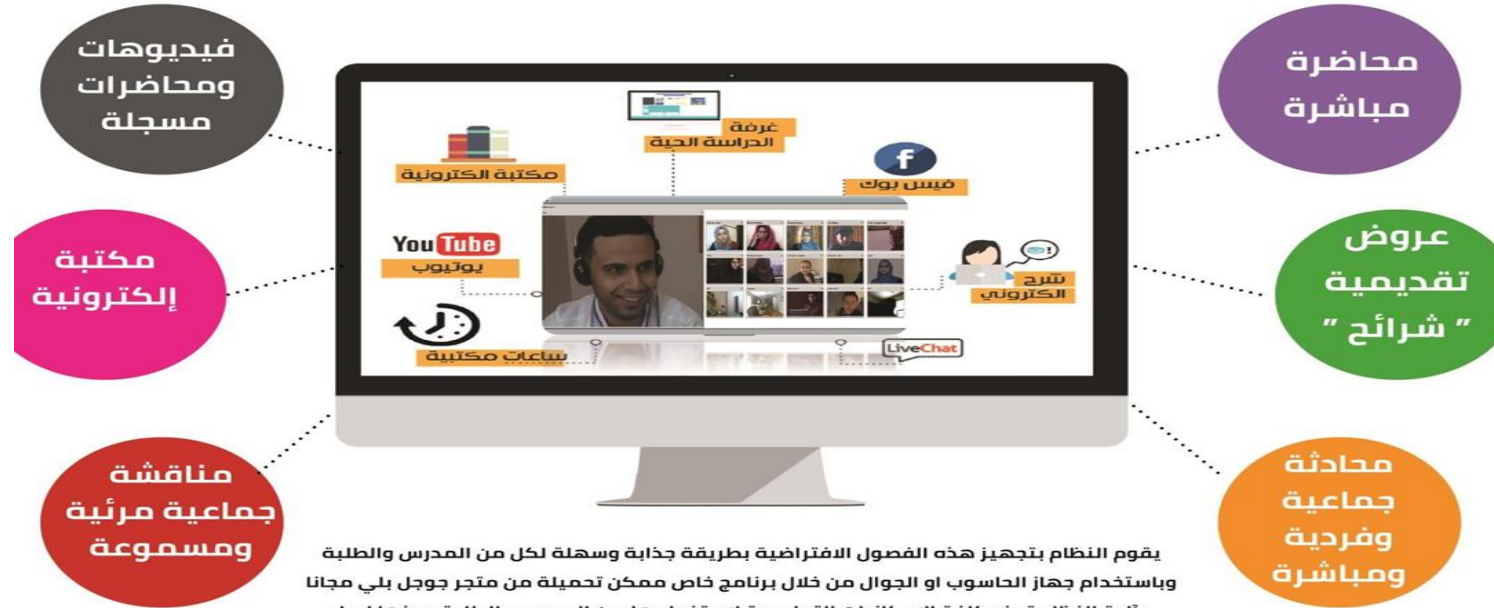 محاضرة
مباشرة
عروض
تقديمية
" شرائح "
محادثة
جماعية
وفردية
ومباشرة
فيديوهات
ومحاضرات
مسجلة
مكتبة
إلكترونية
مناقشة
جماعية مرئية
ومسموعة
غرفة
الدراسة الحية
فيس بوك
مكتبة الكترونية
You Tube
يوتيوب
شرح
الكتروني
ساعات مكتبية
LiveChat
يقوم النظام بتجهيز هذه الفصول الافتراضية بطريقة جذابة وسهلة لكل من المدرس والطلبة
وباستخدام جهاز الحاسوب او الجوال من خلال برنامج خاص ممكن تحميلة من متجر جوجل بلي مجانا